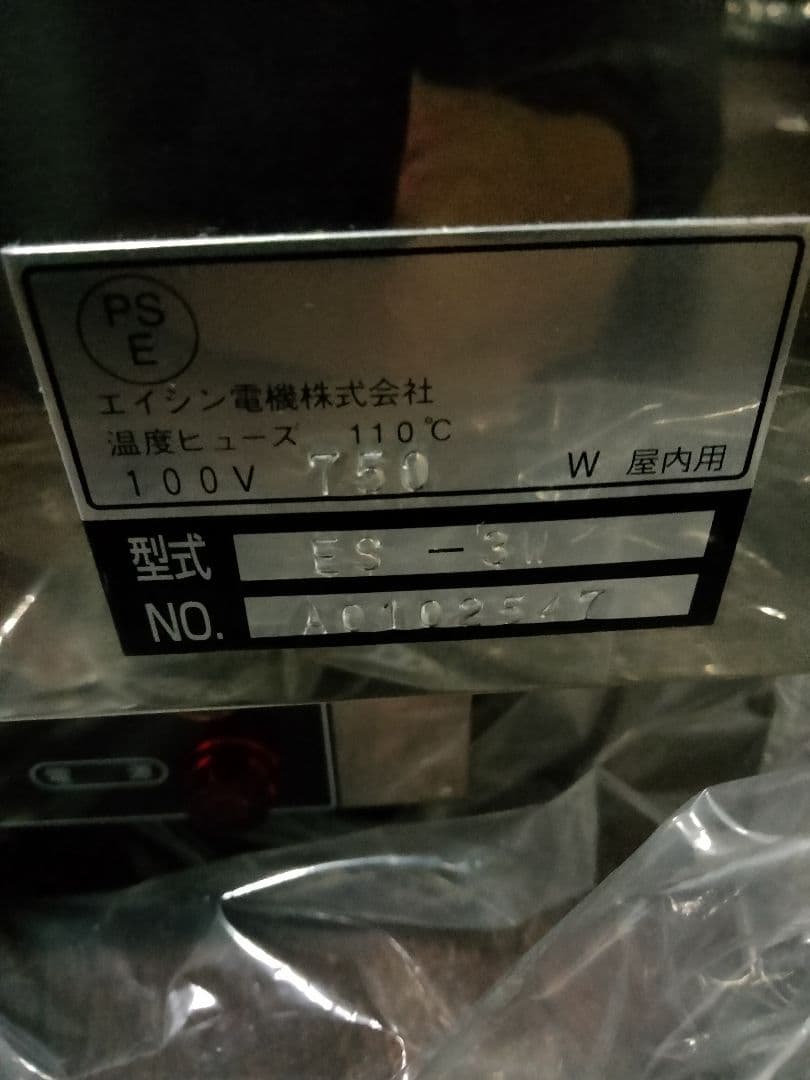 PS
E
エイシン電機株式会社
温度ヒューズ 110℃
100V 750 W 屋内用
型式 ES-3W
NO. A0102547